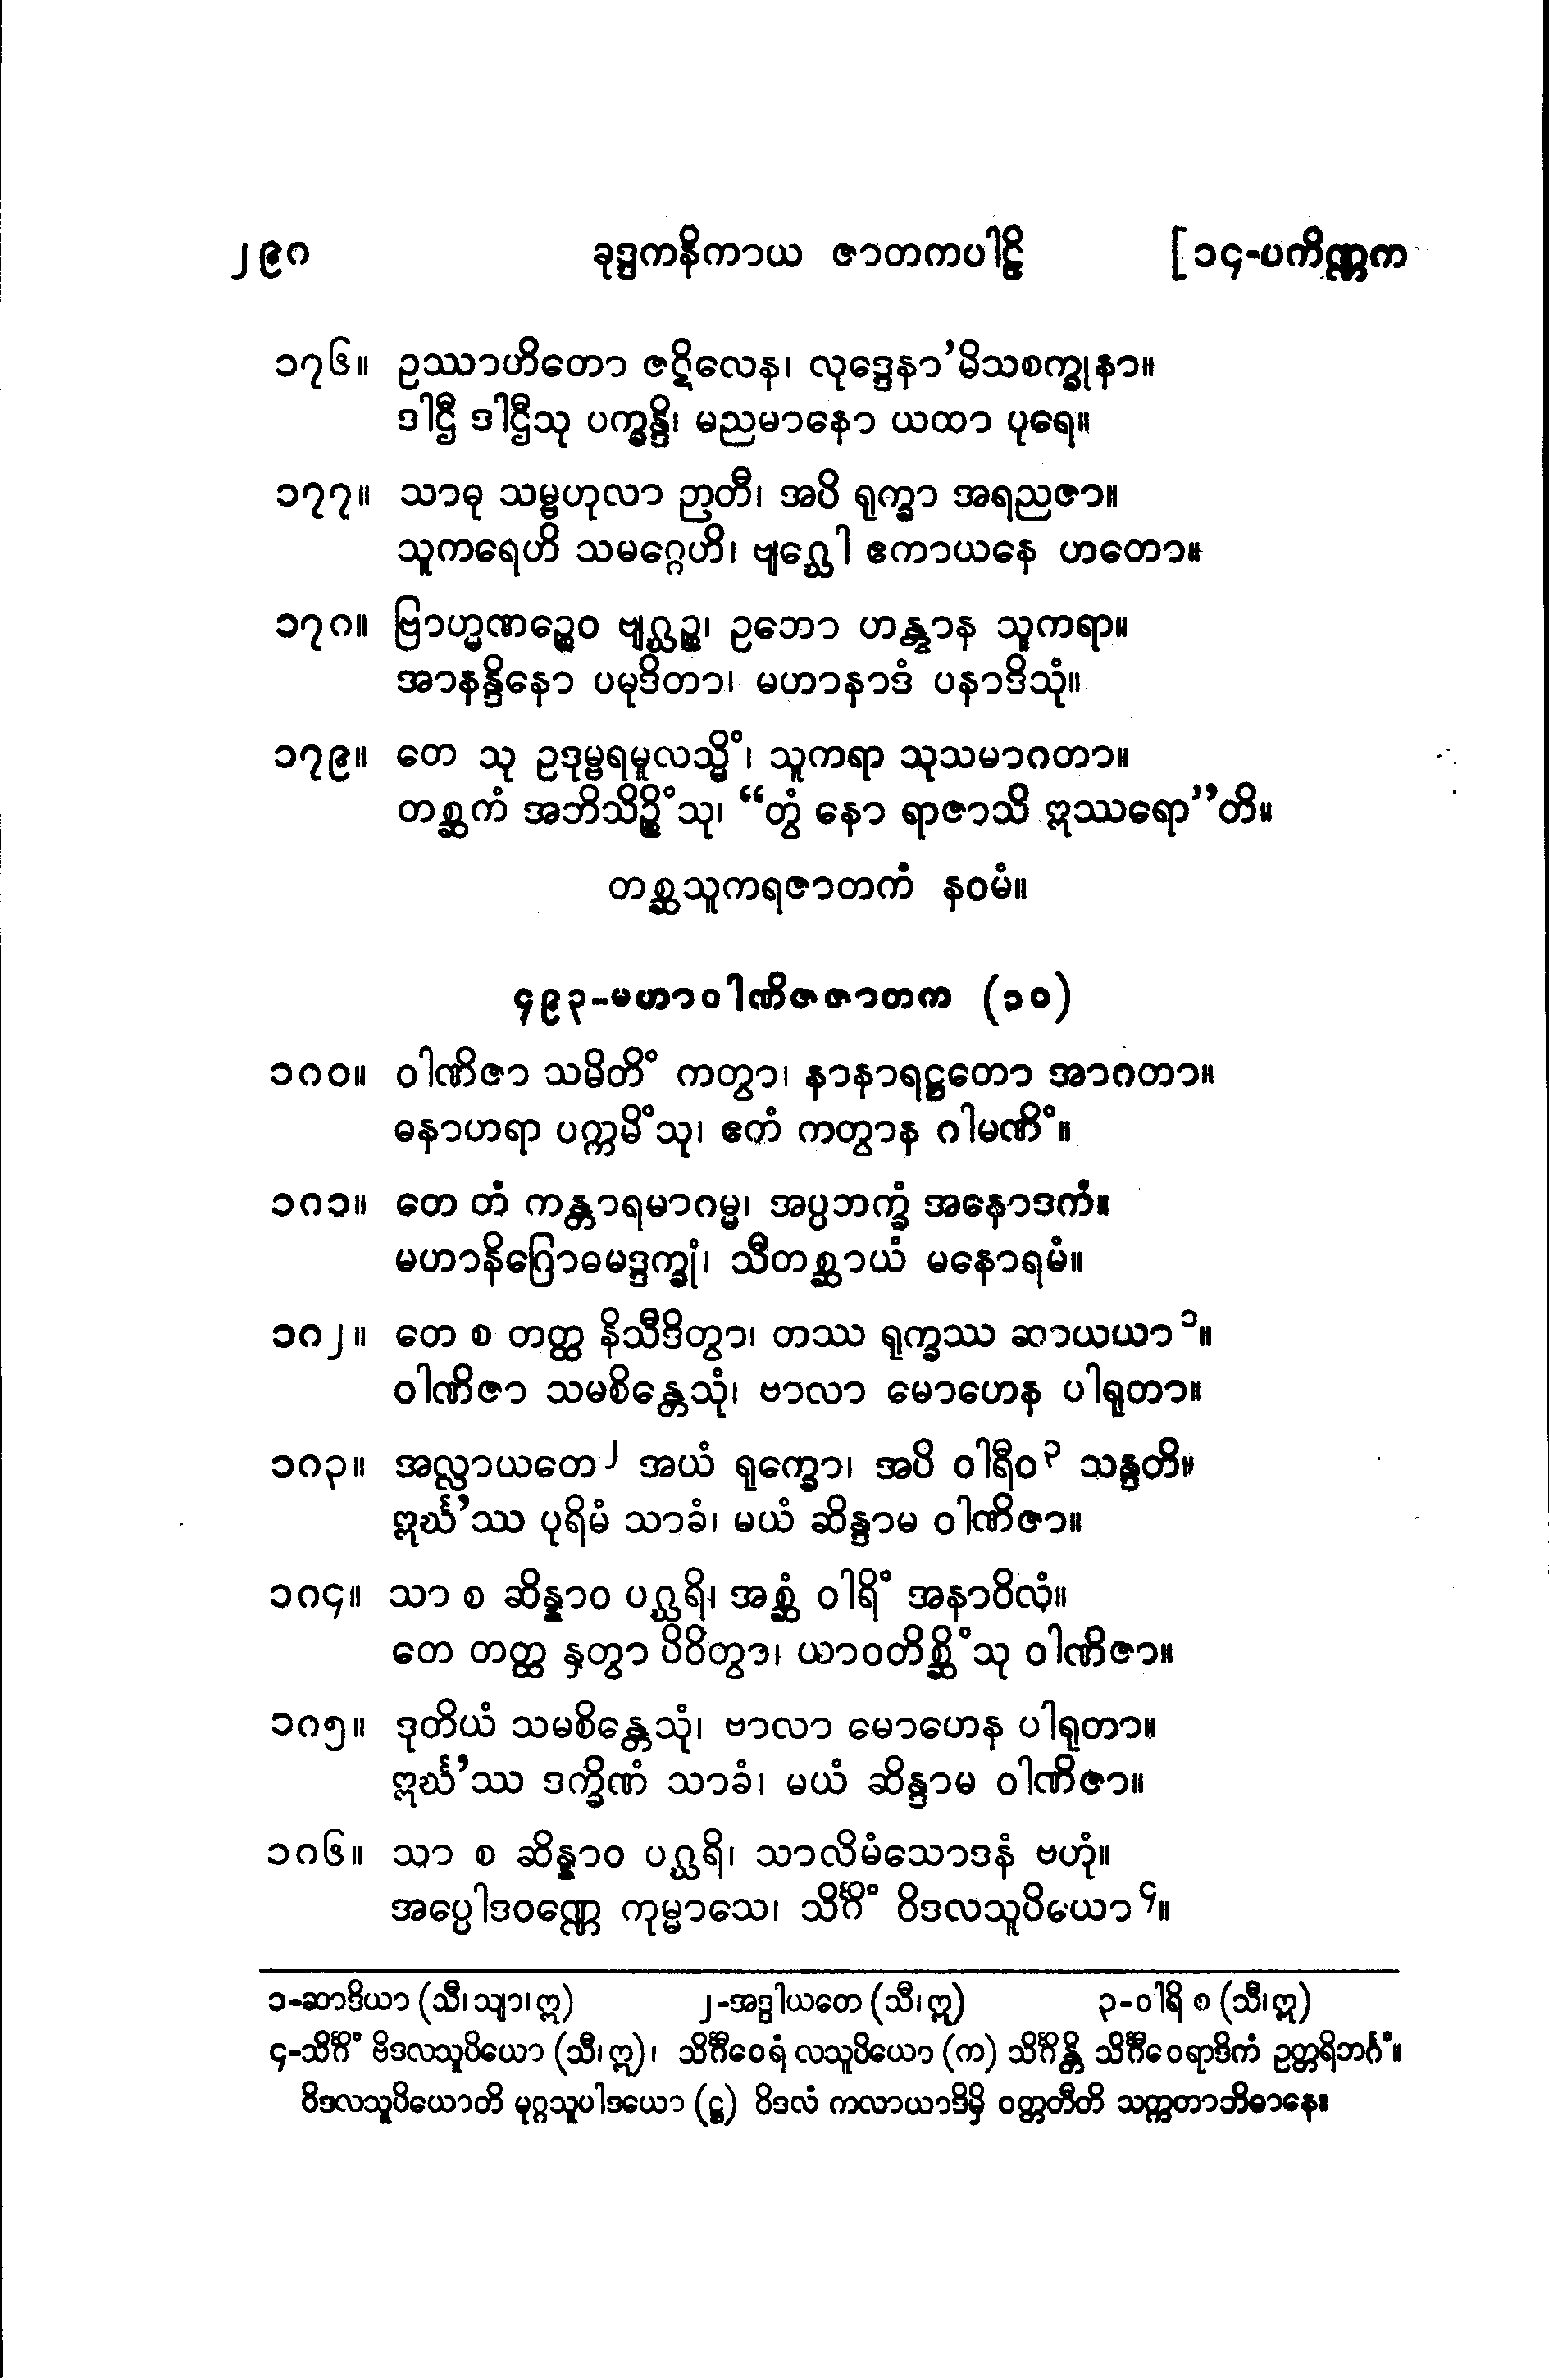 ၂၉၈ ခုဒ္ဒကနိကာယ ဇာတကပါဠိ [၁၄-ပကိဏ္ဏက
၁၇၆။ ဥဿာဟိတော ဇဋိလေန၊ လုဒ္ဒေနာ’မိသစက္ခုနာ။
ဒါဌီ ဒါဌီသု ပက္ခန္ဒိ၊ မညမာနော ယထာ ပုရေ။
၁၇၇။ သာဓု သမ္ဗဟုလာ ဉာတီ၊ အပိ ရုက္ခာ အရညဇာ။
သူကရေဟိ သမဂ္ဂေဟိ၊ ဗျဂ္ဃော ဧကာယနေ ဟတော။
၁၇၈။ ဗြာဟ္မဏဉ္စေဝ ဗျဂ္ဃဉ္စ၊ ဥဘော ဟန္တွာန သူကရာ။
အာနန္ဒိနော ပမုဒိတာ၊ မဟာနာဒံ ပနာဒိသုံ။
၁၇၉။ တေ သု ဥဒုမ္ဗရမူလသ္မိံ၊ သူကရာ သုသမာဂတာ။
တစ္ဆကံ အဘိသိဉ္စိံသု၊ “တွံ နော ရာဇာသိ ဣဿရော”တိ။
တစ္ဆသူကရဇာတကံ နဝမံ။
၄၉၃-မဟာဝါဏိဇဇာတက (၁၀)
၁၈၀။ ဝါဏိဇာ သမိတိံ ကတွာ၊ နာနာရဋ္ဌတော အာဂတာ။
ဓနာဟရာ ပက္ကမိံသု၊ ဧကံ ကတွာန ဂါမဏိံ။
၁၈၁။ တေ တံ ကန္တာရမာဂမ္မ၊ အပ္ပဘက္ခံ အနောဒကံ။
မဟာနိဂြောဓမဒ္ဒက္ခုံ၊ သီတစ္ဆာယံ မနောရမံ။
၁၈၂။ တေ စ တတ္ထ နိသီဒိတွာ၊ တဿ ရုက္ခဿ ဆာယယာ ၁။
ဝါဏိဇာ သမစိန္တေသုံ၊ ဗာလာ မောဟေန ပါရုတာ။
၁၈၃။ အလ္လာယတေ ၂ အယံ ရုက္ခော၊ အပိ ဝါရီဝ ၃ သန္ဒတိ။
ဣင်္ဃ’ဿ ပုရိမံ သာခံ၊ မယံ ဆိန္ဒာမ ဝါဏိဇာ။
၁၈၄။ သာ စ ဆိန္နာဝ ပဂ္ဃရိ၊ အစ္ဆံ ဝါရိံ အနာဝိလံ။
တေ တတ္ထ နှတွာ ပိဝိတွာ၊ ယာဝတိစ္ဆိံသု ဝါဏိဇာ။
၁၈၅။ ဒုတိယံ သမစိန္တေသုံ၊ ဗာလာ မောဟေန ပါရုတာ။
ဣင်္ဃ’ဿ ဒက္ခိဏံ သာခံ၊ မယံ ဆိန္ဒာမ ဝါဏိဇာ။
၁၈၆။ သာ စ ဆိန္နာဝ ပဂ္ဃရိ၊ သာလိမံသောဒနံ ဗဟုံ။
အပ္ပေါဒဝဏ္ဏေ ကုမ္မာသေ၊ သိင်္ဂိံ ဝိဒလသူပိယော ၄။
၁-ဆာဒိယာ (သီ၊သျာ၊ဣ) ၂-အဒ္ဒါယတေ (သီ၊ဣ) ၃-ဝါရိ စ (သီ၊ဣ)
၄-သိင်္ဂိံ ဗိဒလသူပိယော (သီ၊ဣ)၊ သိင်္ဂီဝေရံ လသူပိယော (က) သိင်္ဂိန္တိ သိင်္ဂီဝေရာဒိကံ ဥတ္တရိဘင်္ဂံ။
ဝိဒလသူပိယောတိ မုဂ္ဂသူပါဒယော (ဋ္ဌ) ဝိဒလံ ကလာယာဒိမှိ ဝတ္တတီတိ သက္ကတာဘိဓာနေ။